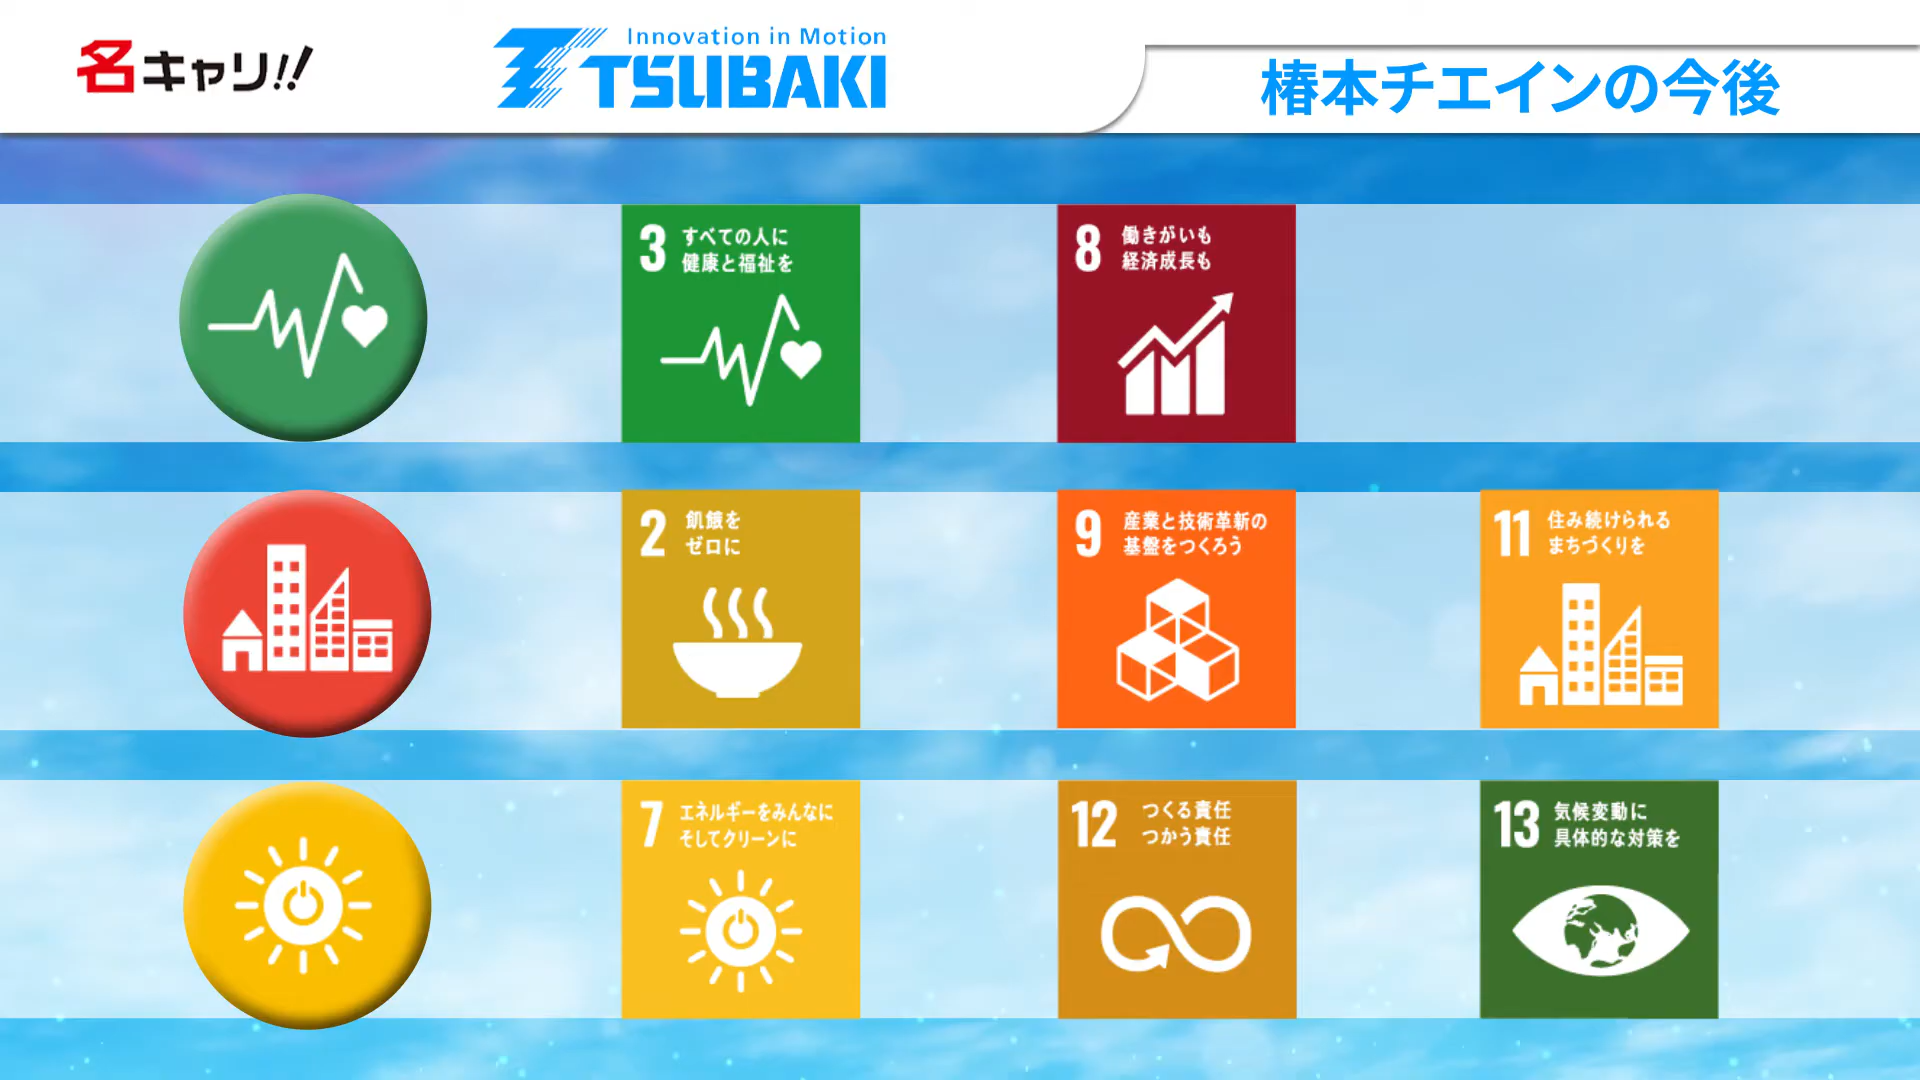 名キャリ!!
Innovation in Motion
TSUBAKI
椿本チエインの今後
3 すべての人に
健康と福祉を
8 働きがいも
経済成長も
2 飢餓を
ゼロに
9 産業と技術革新の
基盤をつくろう
11 住み続けられる
まちづくりを
7 エネルギーをみんなに
そしてクリーンに
12 つくる責任
つかう責任
13 気候変動に
具体的な対策を